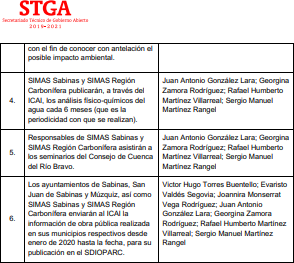 STGA
Secretariado Técnico de Gobierno Abierto
2019-2021
con el fin de conocer con antelación el
posible impacto ambiental.
4.
SIMAS Sabinas y SIMAS Región
Carbonífera publicarán, a través del
ICAI, los análisis físico-químicos del
agua cada 6 meses (que es la
periodicidad con que se realizan).
Juan Antonio González Lara; Georgina
Zamora Rodríguez; Rafael Humberto
Martínez Villarreal; Sergio Manuel
Martínez Rangel
5.
Responsables de SIMAS Sabinas y
SIMAS Región Carbonífera asistirán a
los seminarios del Consejo de Cuenca
del Río Bravo.
Juan Antonio González Lara; Georgina
Zamora Rodríguez; Rafael Humberto
Martínez Villarreal; Sergio Manuel
Martínez Rangel
6.
Los ayuntamientos de Sabinas, San
Juan de Sabinas y Múzquiz, así como
SIMAS Sabinas y SIMAS Región
Carbonífera enviarán al ICAI la
información de obra pública realizada
en sus municipios respectivos desde
enero de 2020 hasta la fecha, para su
publicación en el SDIOPARC.
Victor Hugo Torres Buentello; Evaristo
Valdés Segovia; Joannira Monserrat
Vega Rodríguez; Juan Antonio
González Lara; Georgina Zamora
Rodríguez; Rafael Humberto Martínez
Villarreal; Sergio Manuel Martínez
Rangel